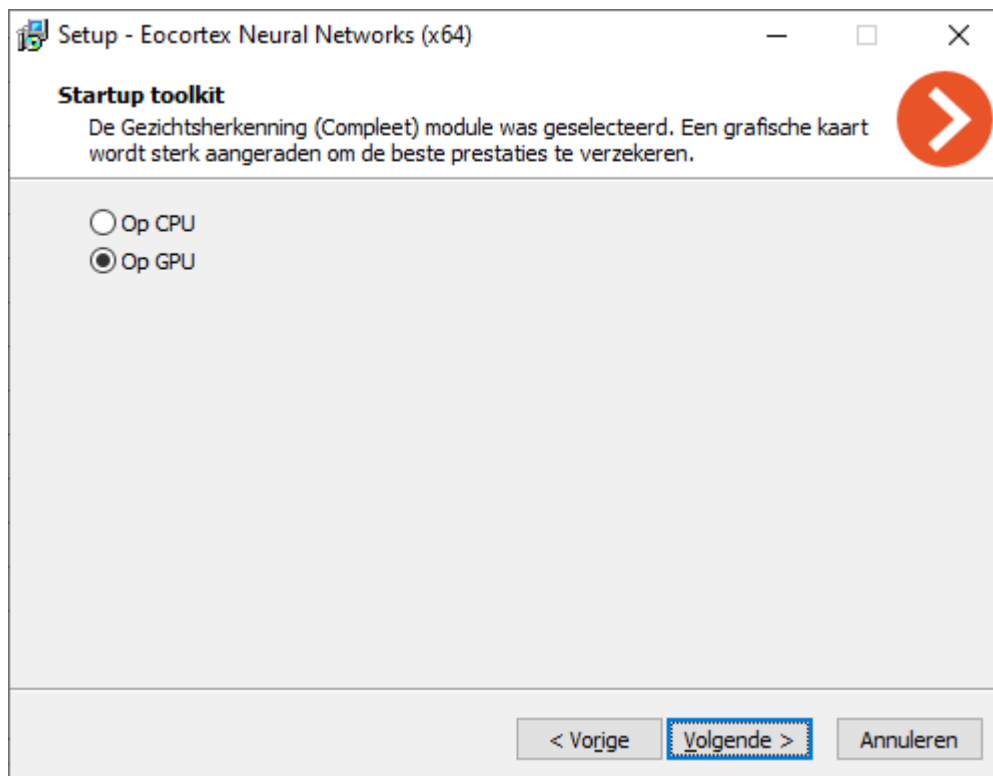 Setup - Eocortex Neural Networks (x64)
Startup toolkit
De Gezichtsherkenning (Compleet) module was geselecteerd. Een grafische kaart
wordt sterk aangeraden om de beste prestaties te verzekeren.
Op CPU
Op GPU
< Vorige
Volgende >
Annuleren